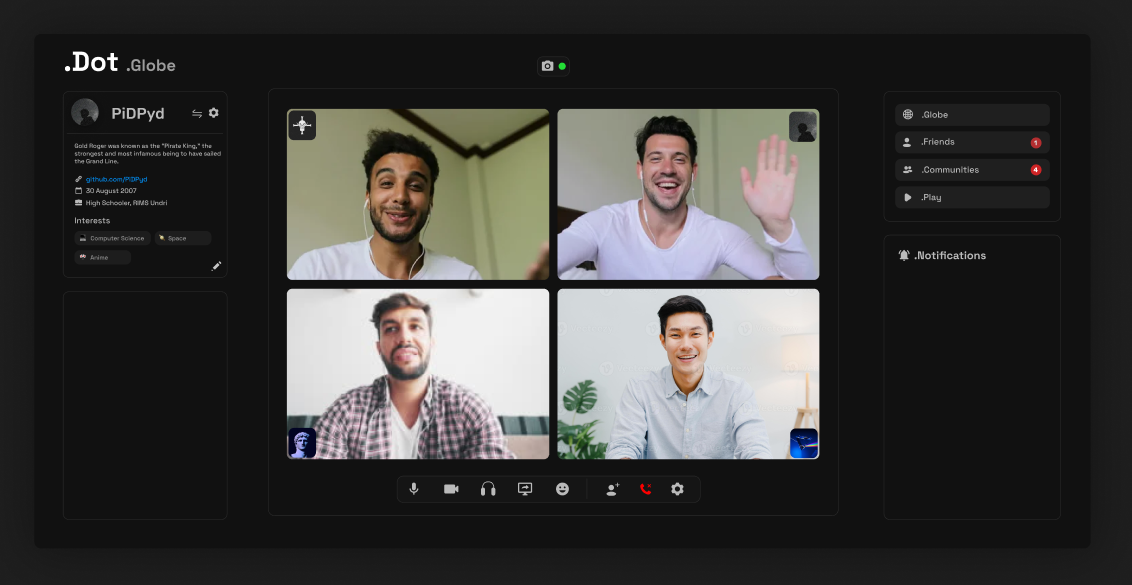 .Dot .Globe
PiDPyd
Gold Roger was known as the "Pirate King," the
strongest and most infamous being to have sailed
the Grand Line.
github.com/PiDPyd
30 August 2007
High Schooler, RIMS Undri
Interests
Computer Science
Space
Anime
.Globe
.Friends 1
.Communities 4
.Play
.Notifications